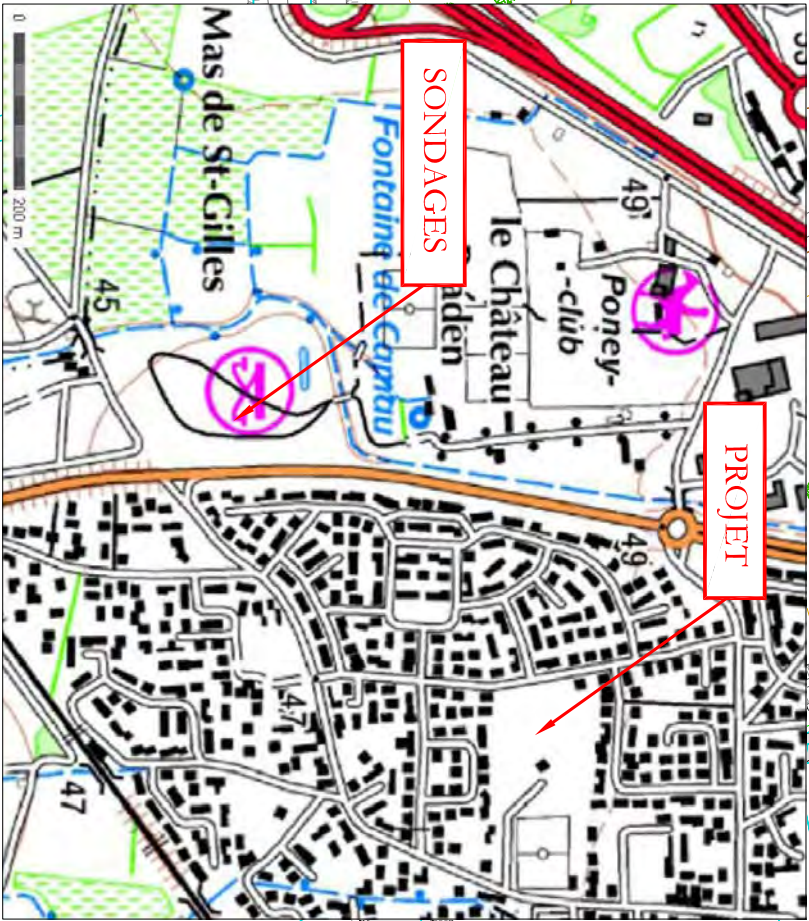 SONDAGES
PROJET
Mas de St-Gilles
Fontaine de
le Château
Poney-
-club
49
49
45
47
47
0
200 m